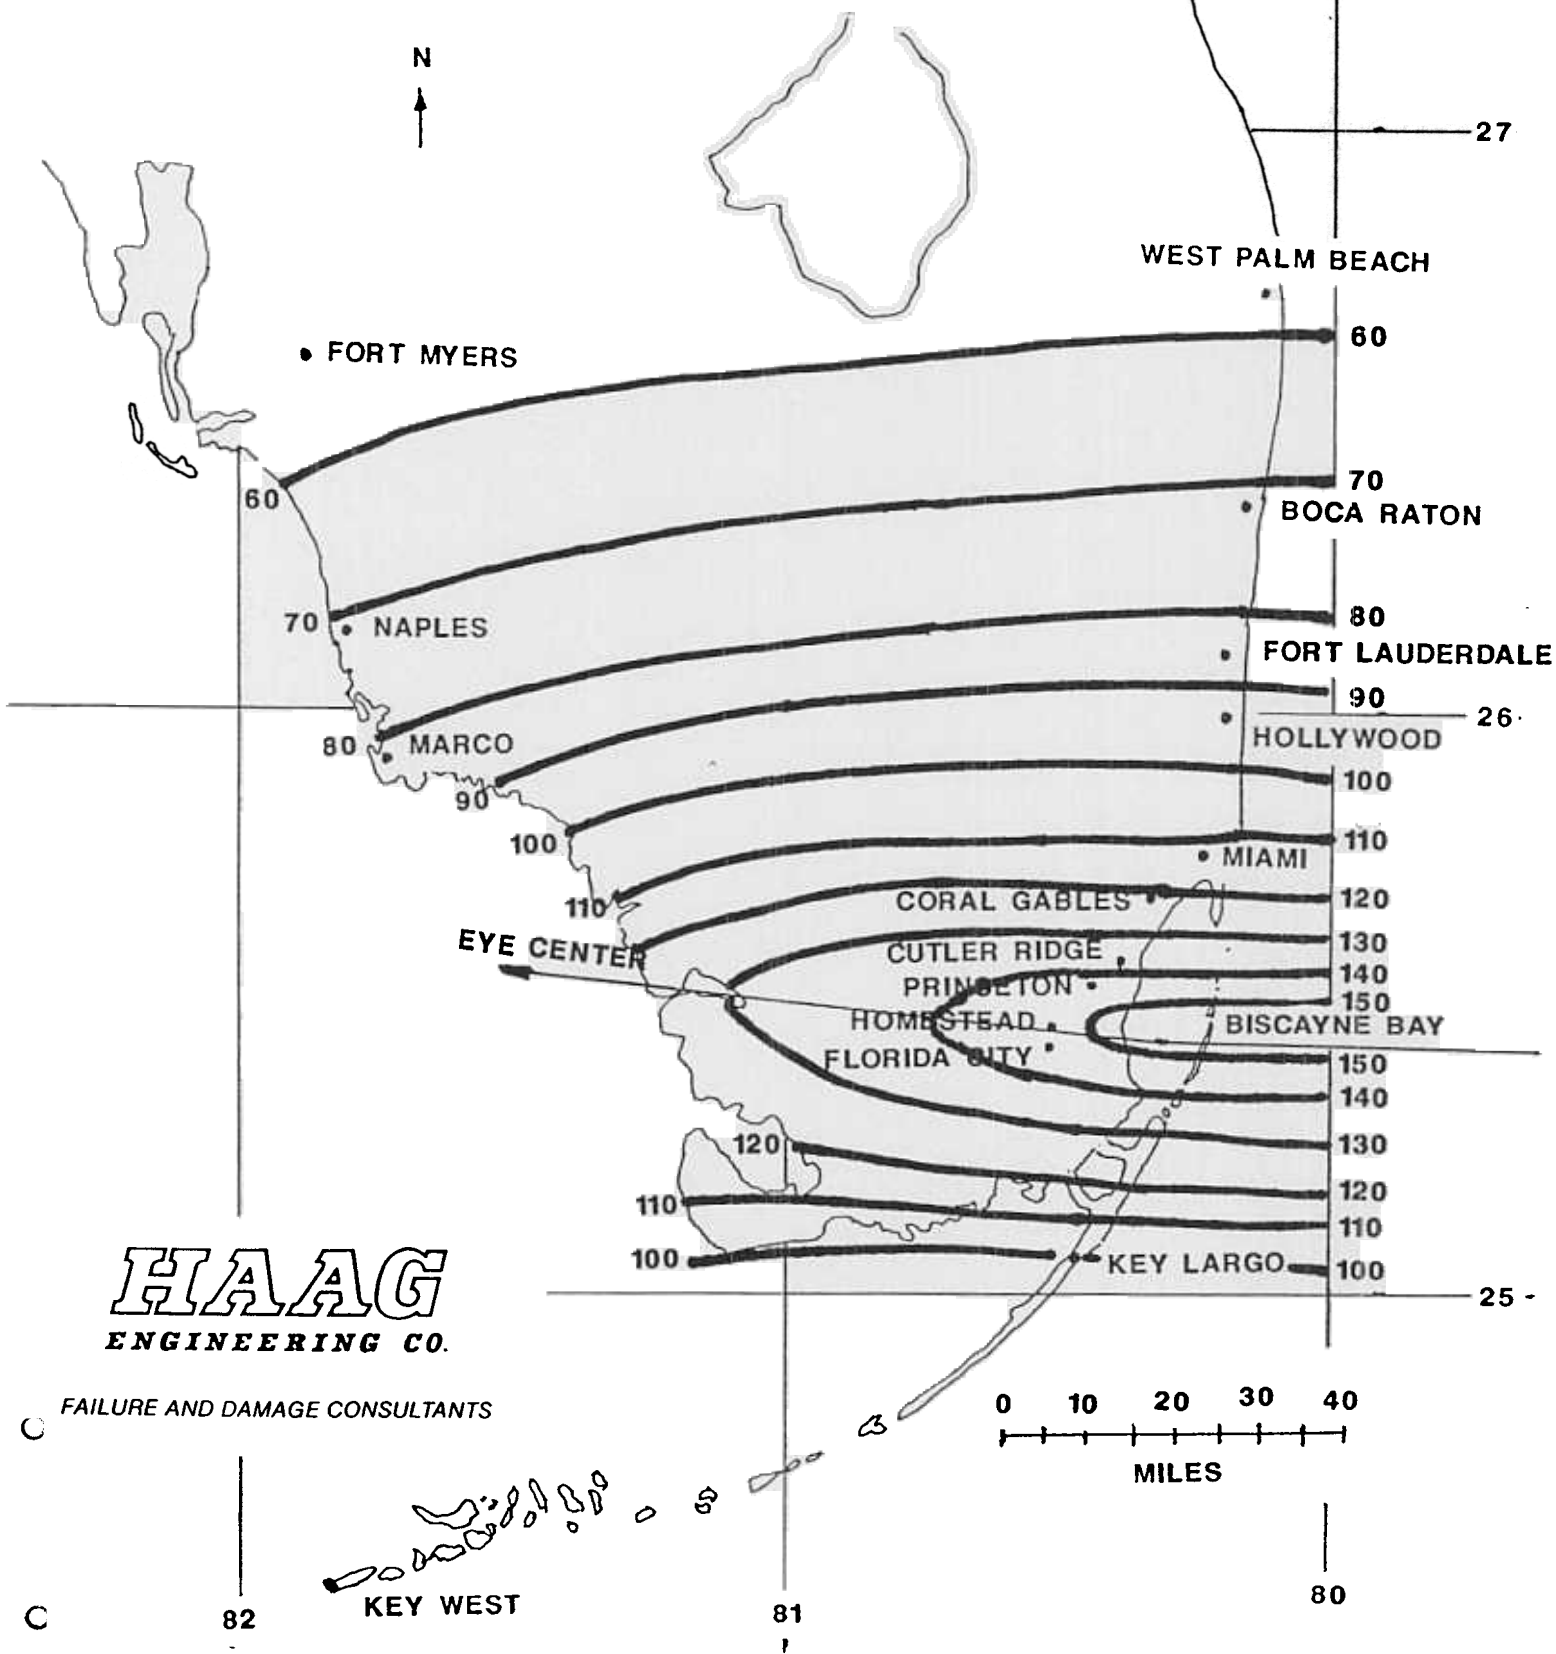 N
27
WEST PALM BEACH
60
FORT MYERS
60
70
BOCA RATON
70
NAPLES
80
FORT LAUDERDALE
90
26
80
MARCO
HOLLYWOOD
90
100
100
110
MIAMI
110
CORAL GABLES
120
EYE CENTER
CUTLER RIDGE
130
PRINCETON
140
150
HOMESTEAD
BISCAYNE BAY
FLORIDA CITY
150
140
120
130
110
120
110
100
KEY LARGO
100
25
HAAG
ENGINEERING CO.
FAILURE AND DAMAGE CONSULTANTS
0 10 20 30 40
MILES
KEY WEST
82
81
80